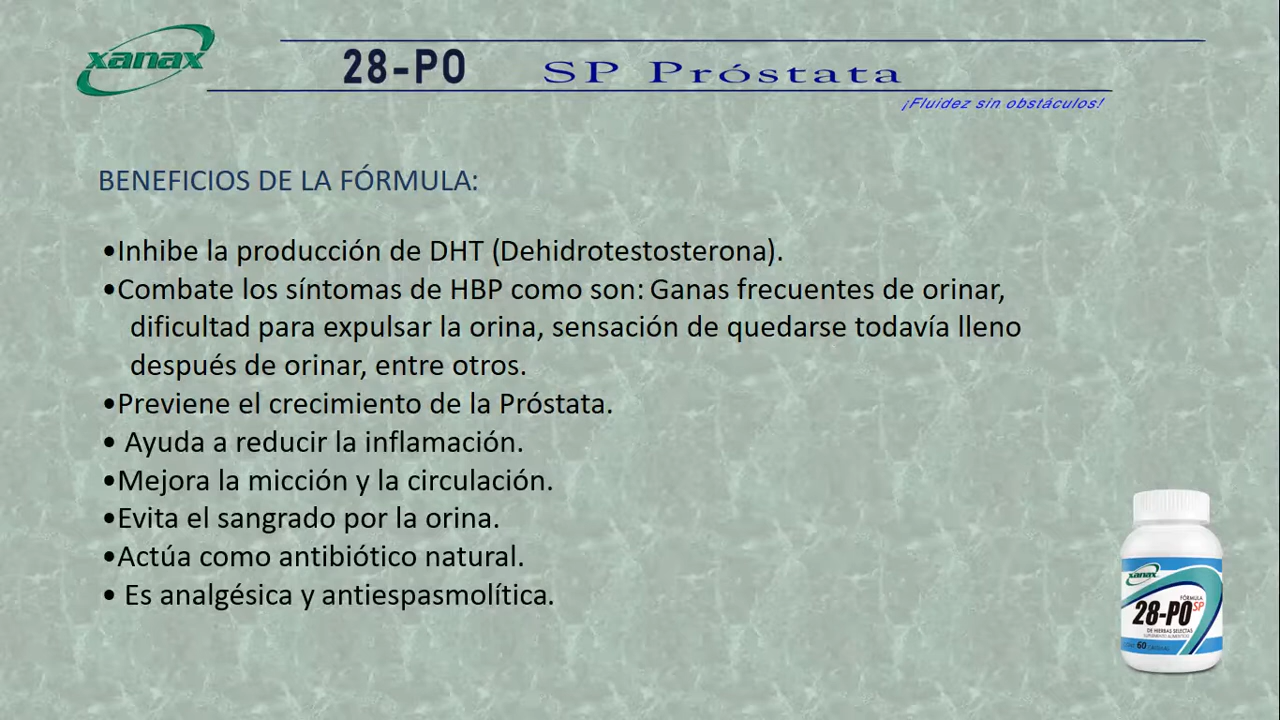 xanax
28-PO SP Próstata
¡Fluidez sin obstáculos!
BENEFICIOS DE LA FÓRMULA:
•Inhibe la producción de DHT (Dehidrotestosterona).
•Combate los síntomas de HBP como son: Ganas frecuentes de orinar,
dificultad para expulsar la orina, sensación de quedarse todavía lleno
después de orinar, entre otros.
•Previene el crecimiento de la Próstata.
• Ayuda a reducir la inflamación.
•Mejora la micción y la circulación.
•Evita el sangrado por la orina.
•Actúa como antibiótico natural.
• Es analgésica y antiespasmolítica.
xanax
FÓRMULA
28-PO SP
DE HIERBAS SELECTAS
SUPLEMENTO ALIMENTICIO
60